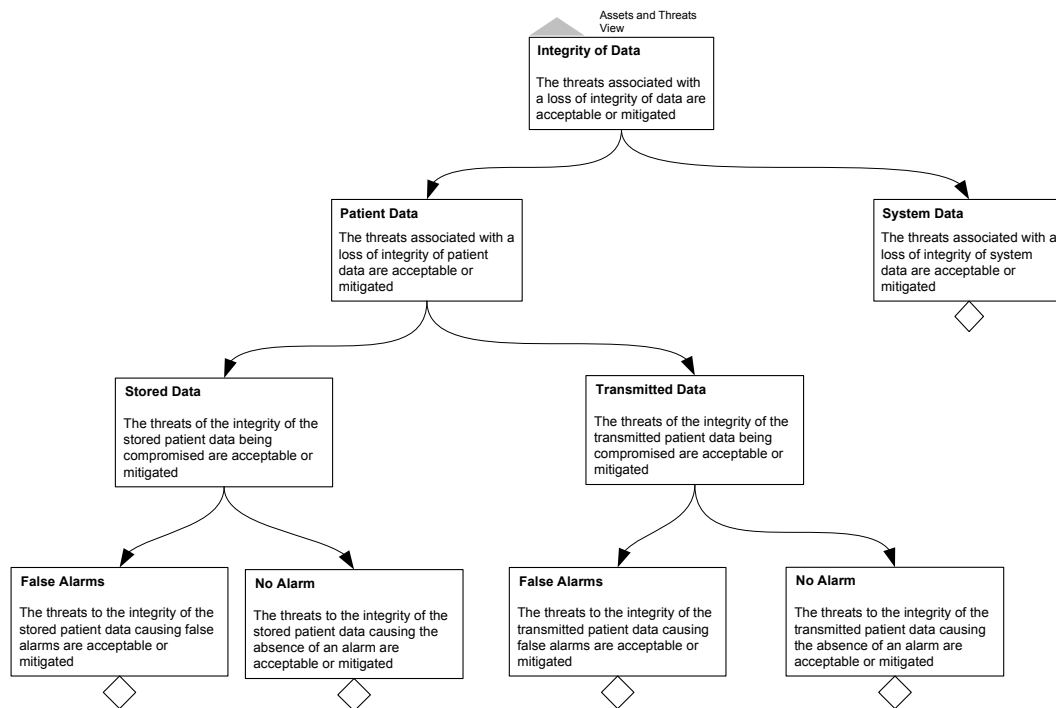 Assets and Threats
View
Integrity of Data
The threats associated with
a loss of integrity of data are
acceptable or mitigated
Patient Data
The threats associated with a
loss of integrity of patient
data are acceptable or
mitigated
System Data
The threats associated with a
loss of integrity of system
data are acceptable or
mitigated
Stored Data
The threats of the integrity of the
stored patient data being
compromised are acceptable or
mitigated
Transmitted Data
The threats of the integrity of the
transmitted patient data being
compromised are acceptable or
mitigated
False Alarms
The threats to the integrity of the
stored patient data causing false
alarms are acceptable or
mitigated
No Alarm
The threats to the integrity of the
stored patient data causing the
absence of an alarm are
acceptable or mitigated
False Alarms
The threats to the integrity of the
transmitted patient data causing
false alarms are acceptable or
mitigated
No Alarm
The threats to the integrity of the
transmitted patient data causing
the absence of an alarm are
acceptable or mitigated